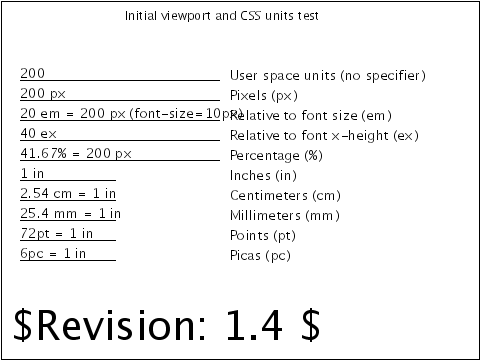 Initial viewport and CSS units test
200 User space units (no specifier)
200 px Pixels (px)
20 em = 200 px (font-size=10px) Relative to font size (em)
40 ex Relative to font x-height (ex)
41.67% = 200 px Percentage (%)
1 in Inches (in)
2.54 cm = 1 in Centimeters (cm)
25.4 mm = 1 in Millimeters (mm)
72pt = 1 in Points (pt)
6pc = 1 in Picas (pc)
$Revision: 1.4 $